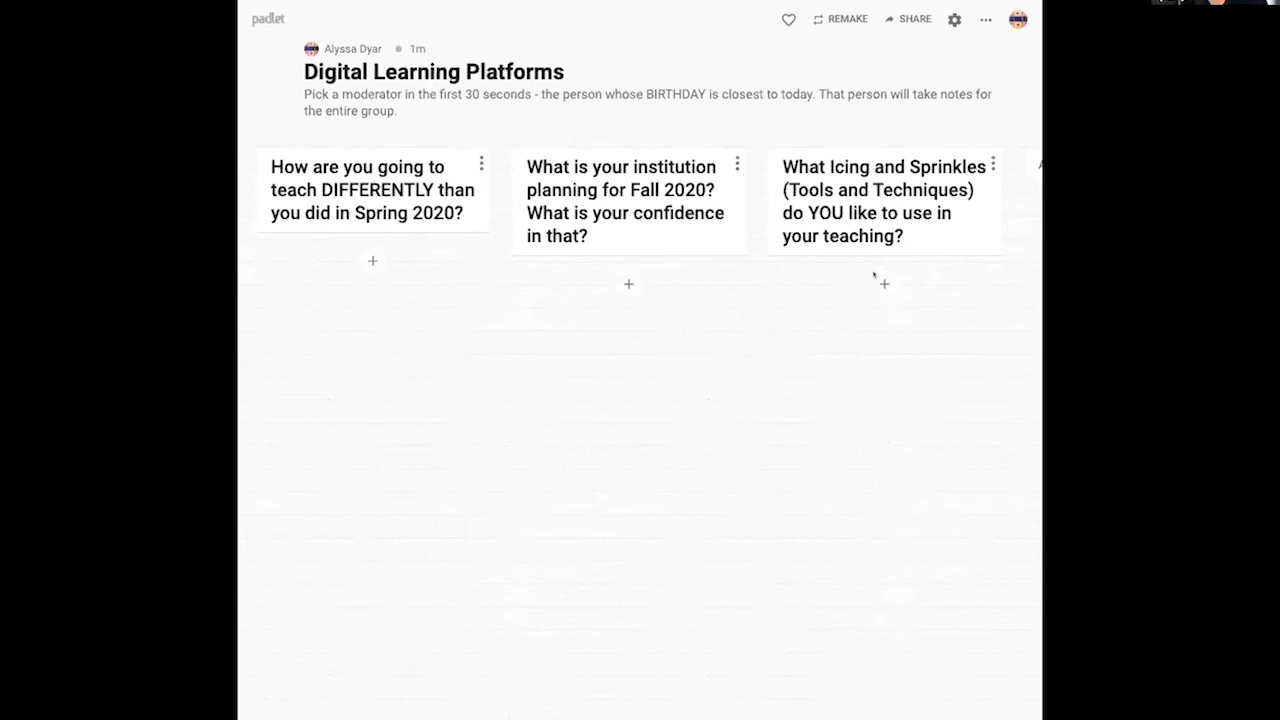 padlet
REMAKE
SHARE
Alyssa Dyar
1m
Digital Learning Platforms
Pick a moderator in the first 30 seconds - the person whose BIRTHDAY is closest to today. That person will take notes for
the entire group.
How are you going to
teach DIFFERENTLY than
you did in Spring 2020?
What is your institution
planning for Fall 2020?
What is your confidence
in that?
What Icing and Sprinkles
(Tools and Techniques)
do YOU like to use in
your teaching?